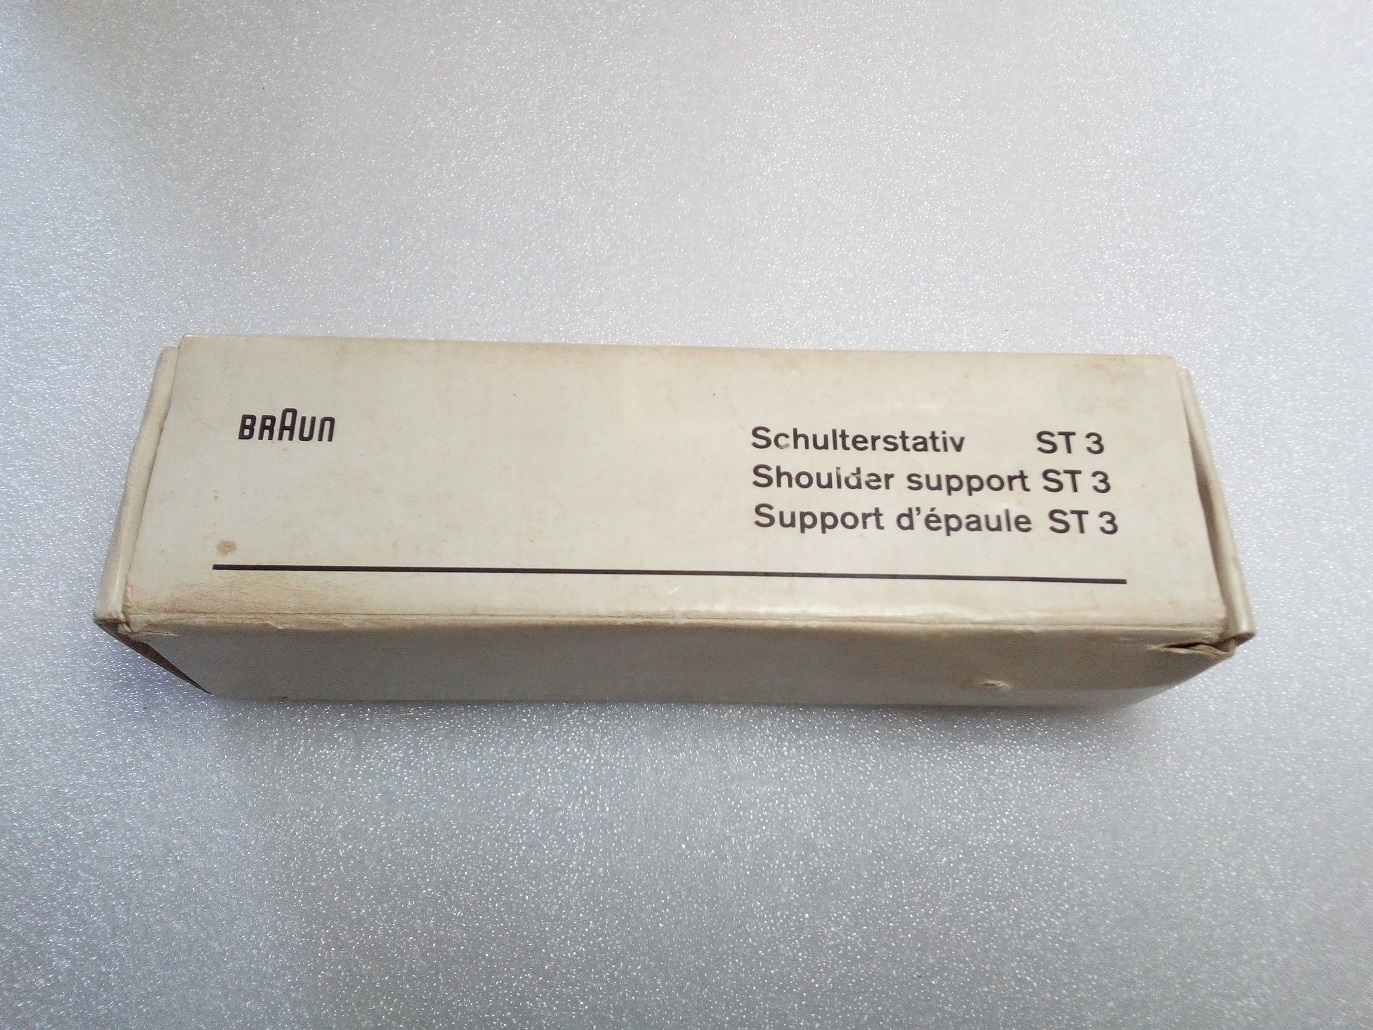 BRAUN
Schulterstativ ST 3
Shoulder support ST 3
Support d'épaule ST 3